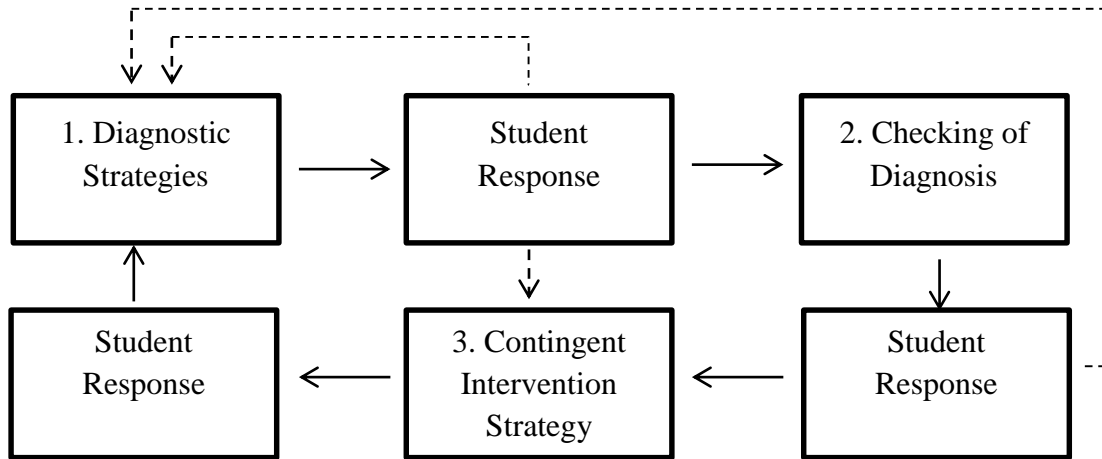 1. Diagnostic
Strategies
Student
Response
2. Checking of
Diagnosis
Student
Response
3. Contingent
Intervention
Strategy
Student
Response